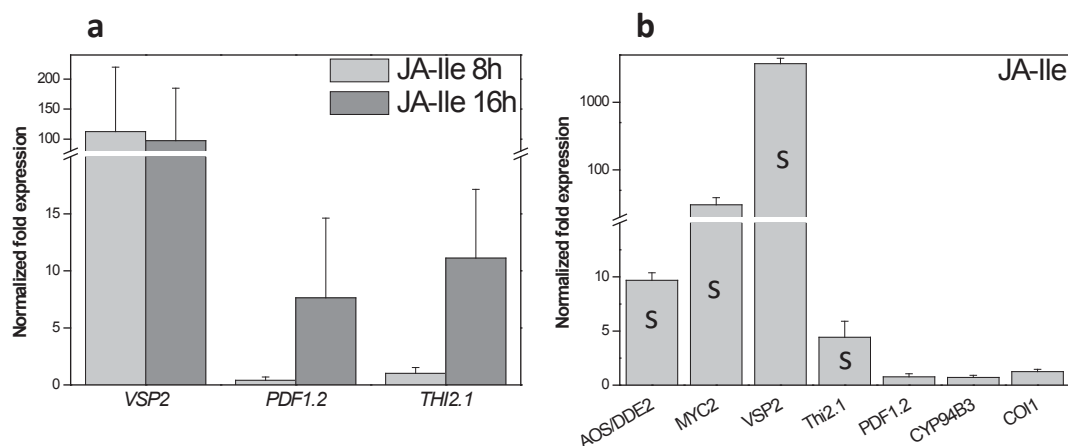 a
Normalized fold expression
200
150
100
15
10
5
0
JA-Ile 8h
JA-Ile 16h
VSP2 PDF1.2 THI2.1
b
Normalized fold expression
1000
100
10
5
0
JA-Ile
S S S S
AOS/DDE2 MYC2 VSP2 Thi2.1 PDF1.2 CYP94B3 COI1